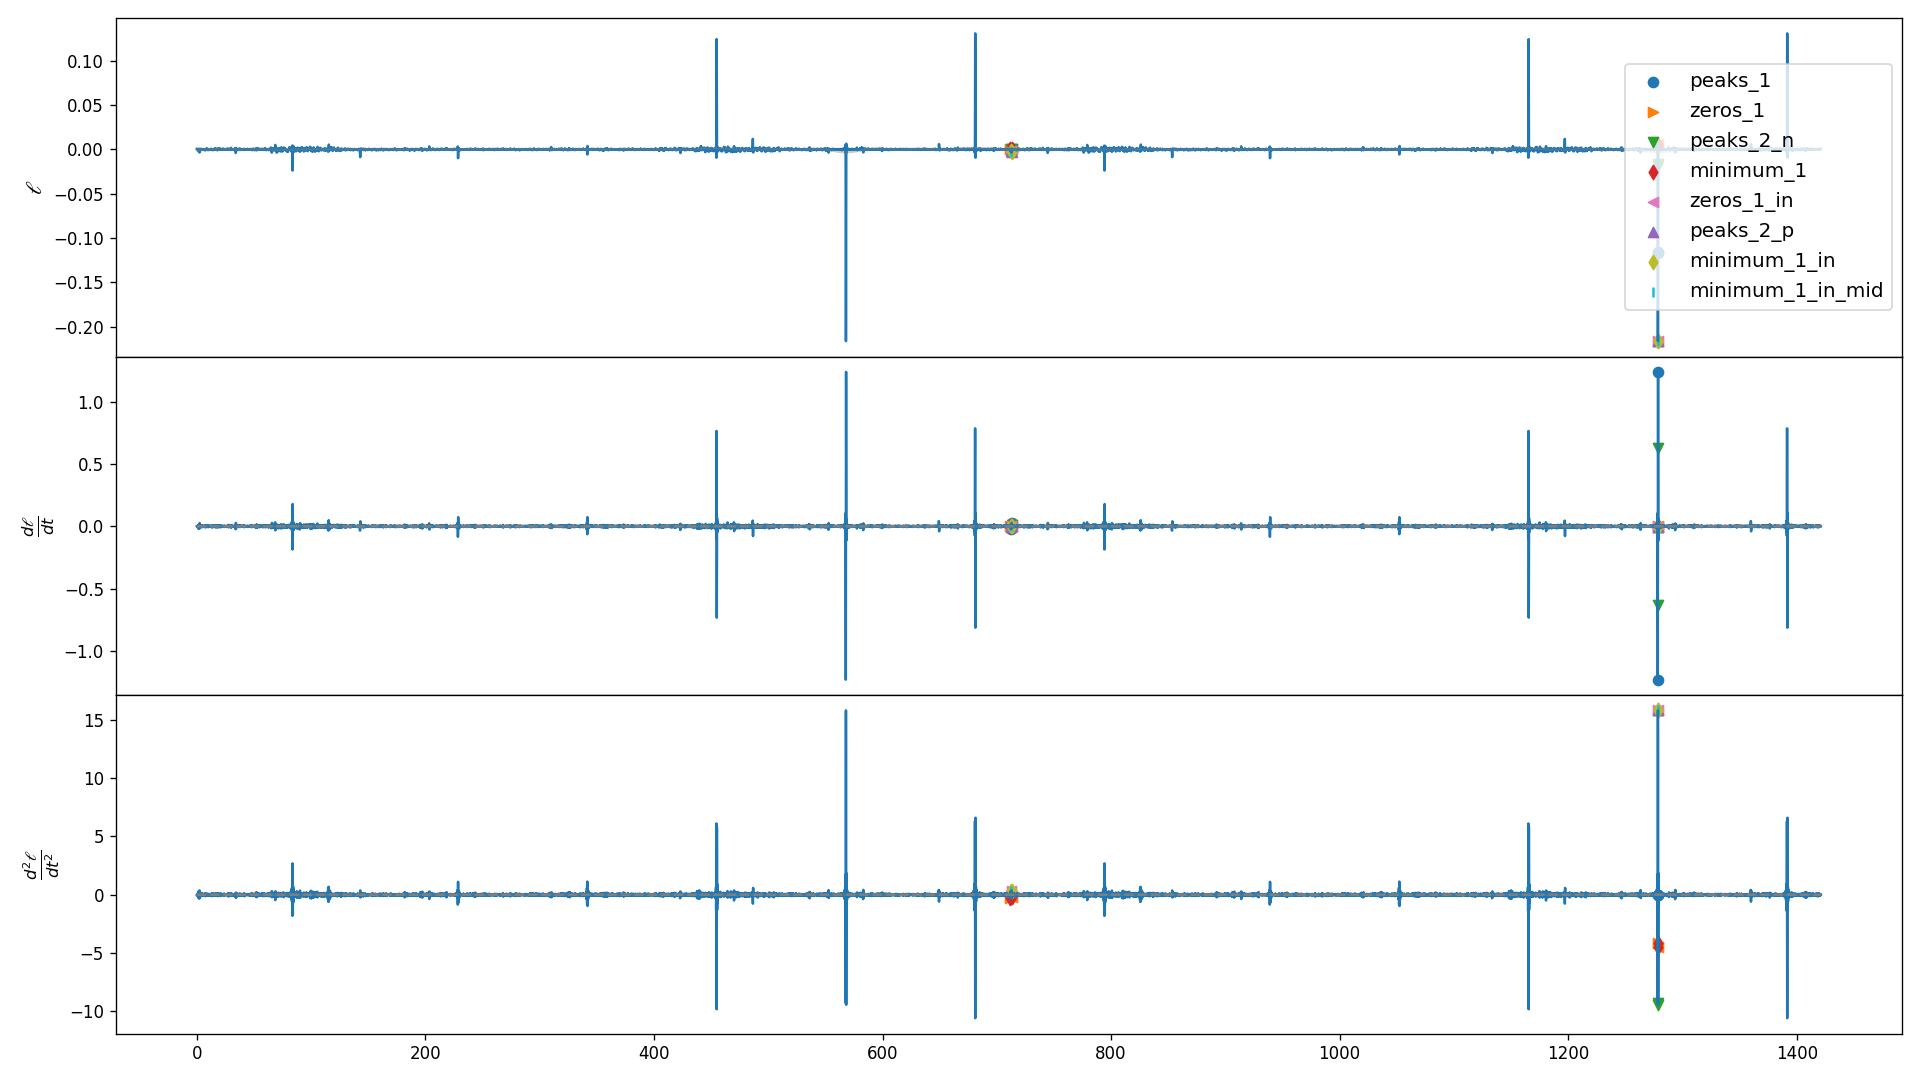 0.10
0.05
0.00
−0.05
−0.10
−0.15
−0.20
ℓ
peaks_1
zeros_1
peaks_2_n
minimum_1
zeros_1_in
peaks_2_p
minimum_1_in
minimum_1_in_mid
1.0
0.5
0.0
−0.5
−1.0
dℓ
dt
15
10
5
0
−5
−10
d²ℓ
dt²
0 200 400 600 800 1000 1200 1400